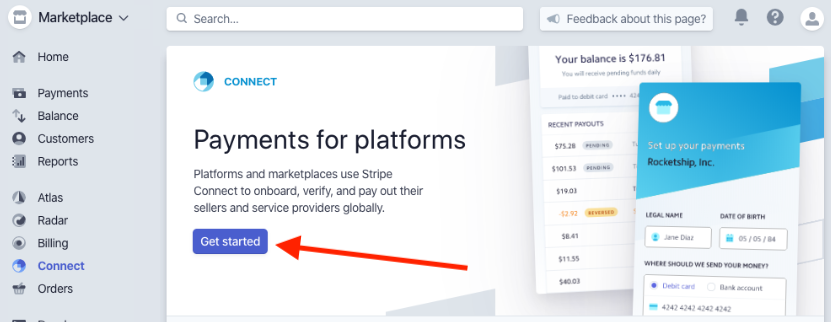 Marketplace
Search...
Feedback about this page?
Home
Payments
Balance
Customers
Reports
Atlas
Radar
Billing
Connect
Orders
CONNECT
Payments for platforms
Platforms and marketplaces use Stripe
Connect to onboard, verify, and pay out their
sellers and service providers globally.
Get started
Your balance is $176.81
You will receive pending funds daily
Paid to debit card •••• 424
RECENT PAYOUTS
$75.28 PENDING
$101.53 PENDING
$19.03
-$2.92 REVERSED
$8.41
$11.55
$40.03
Set up your payments
Rocketship, Inc.
LEGAL NAME DATE OF BIRTH
Jane Diaz 05 / 05 / 84
WHERE SHOULD WE SEND YOUR MONEY?
Debit card Bank account
4242 4242 4242 4242